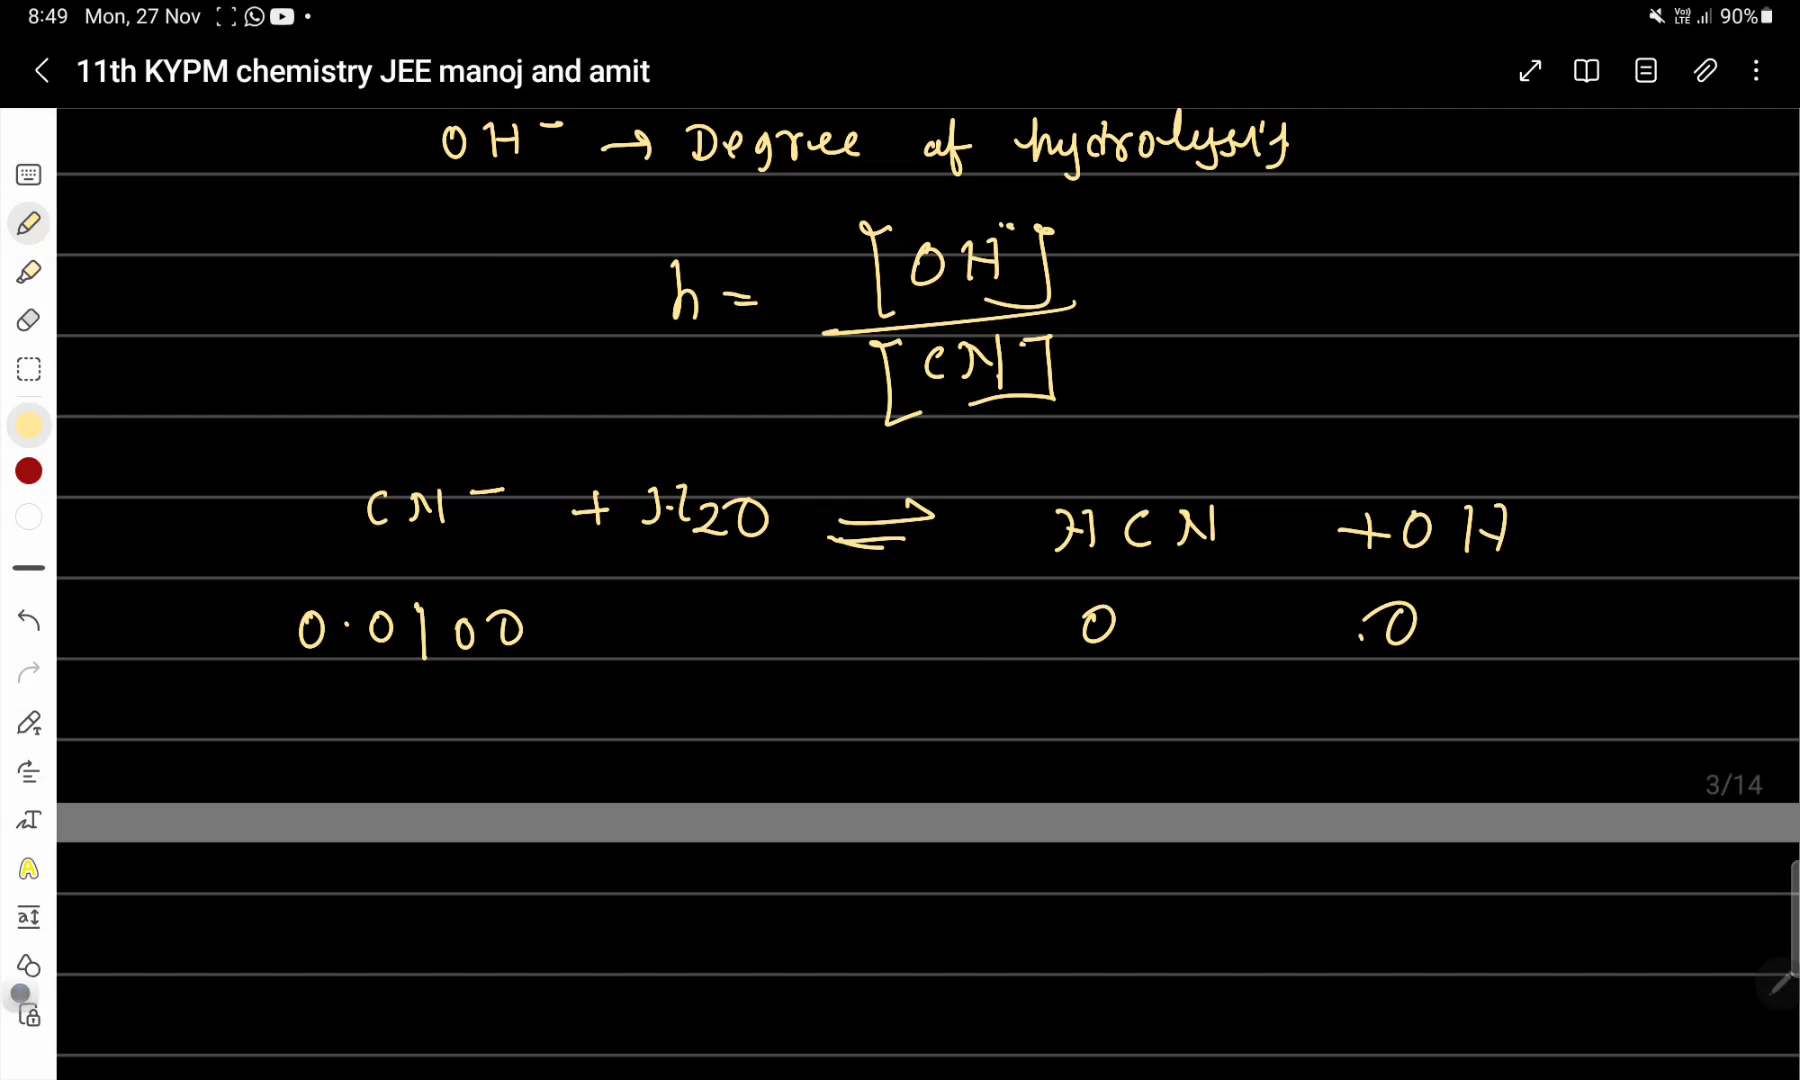 8:49 Mon, 27 Nov 90%
11th KYPM chemistry JEE manoj and amit
OH⁻ → Degree of hydrolysis
h = [OH⁻] / [CN⁻]
CN⁻ + H2O ⇌ HCN + OH
0.0100 0 0
3/14